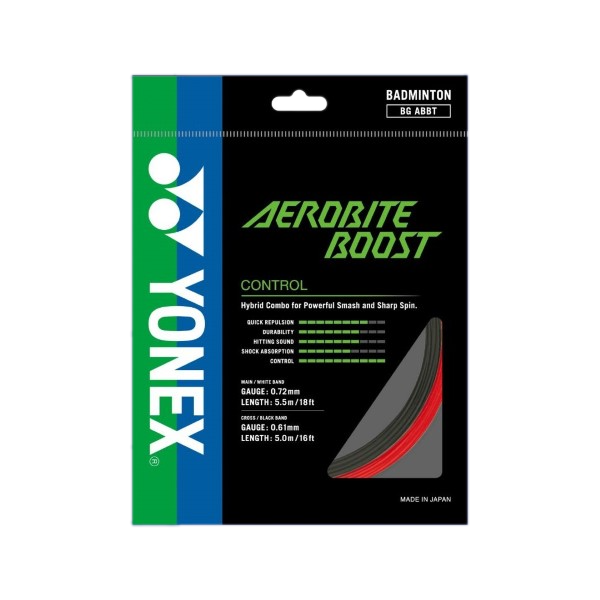 BADMINTON
BG ABBT
YONEX®
AEROBITE
BOOST
CONTROL
Hybrid Combo for Powerful Smash and Sharp Spin.
QUICK REPULSION
DURABILITY
HITTING SOUND
SHOCK ABSORPTION
CONTROL
MAIN / WHITE BAND
GAUGE: 0.72mm
LENGTH: 5.5m/18ft
CROSS / BLACK BAND
GAUGE: 0.61mm
LENGTH: 5.0m/16ft
MADE IN JAPAN